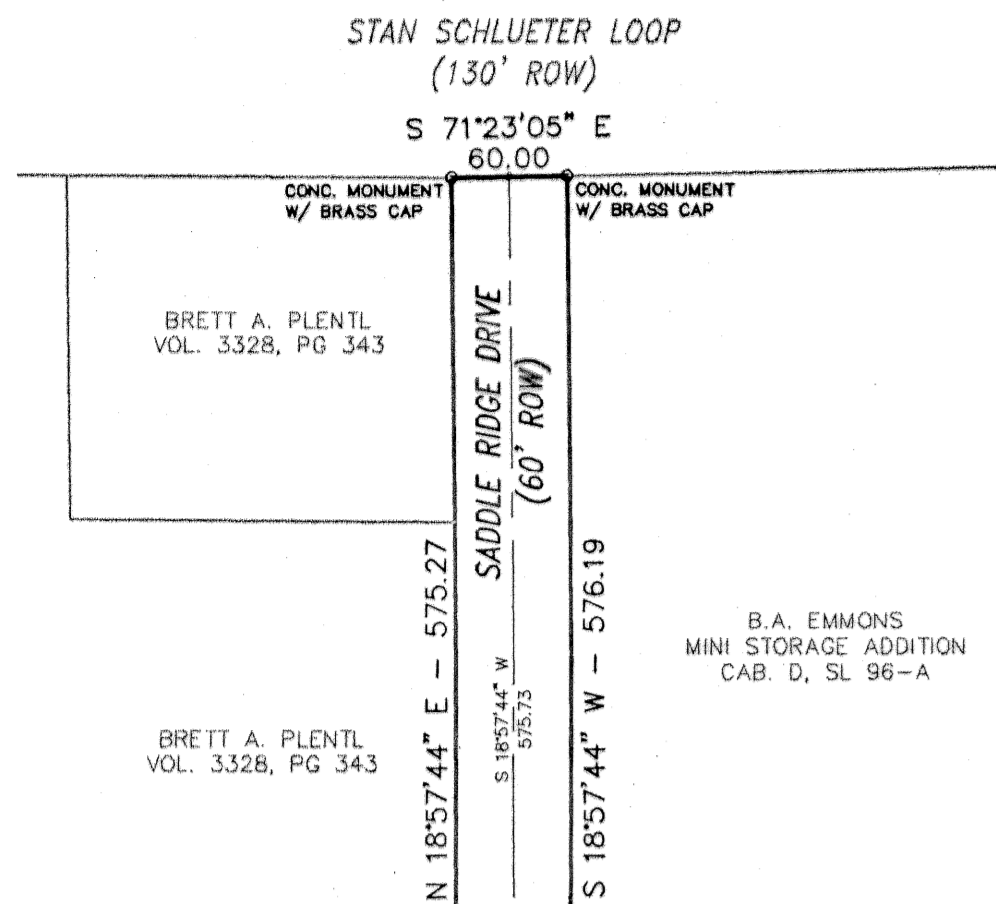 STAN SCHLUETER LOOP
(130' ROW)
S 71°23'05" E
60.00
CONC. MONUMENT
W/ BRASS CAP
CONC. MONUMENT
W/ BRASS CAP
BRETT A. PLENTL
VOL. 3328, PG 343
SADDLE RIDGE DRIVE
(60' ROW)
N 18°57'44" E - 575.27
S 18°57'44" W
575.73
S 18°57'44" W - 576.19
B.A. EMMONS
MINI STORAGE ADDITION
CAB. D, SL 96-A
BRETT A. PLENTL
VOL. 3328, PG 343